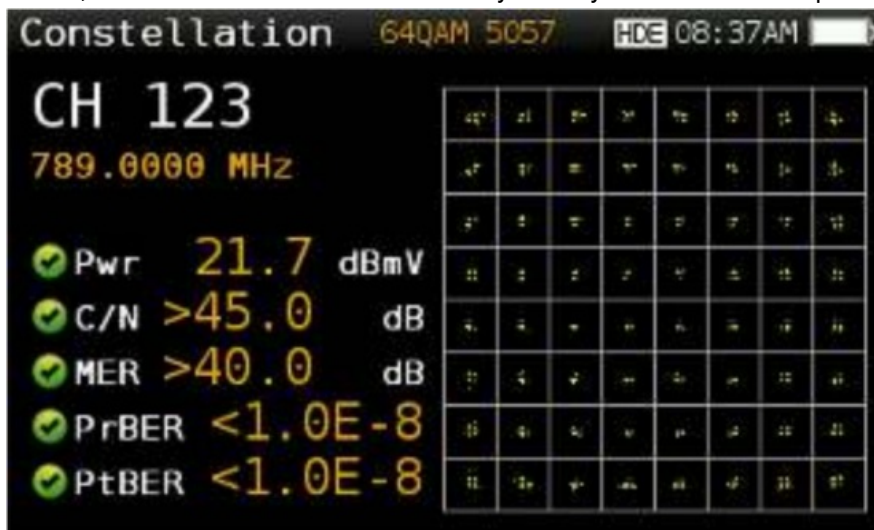 Constellation 64QAM 5057 HDE 08:37AM
CH 123
789.0000 MHz
Pwr 21.7 dBmV
C/N >45.0 dB
MER >40.0 dB
PrBER <1.0E-8
PtBER <1.0E-8